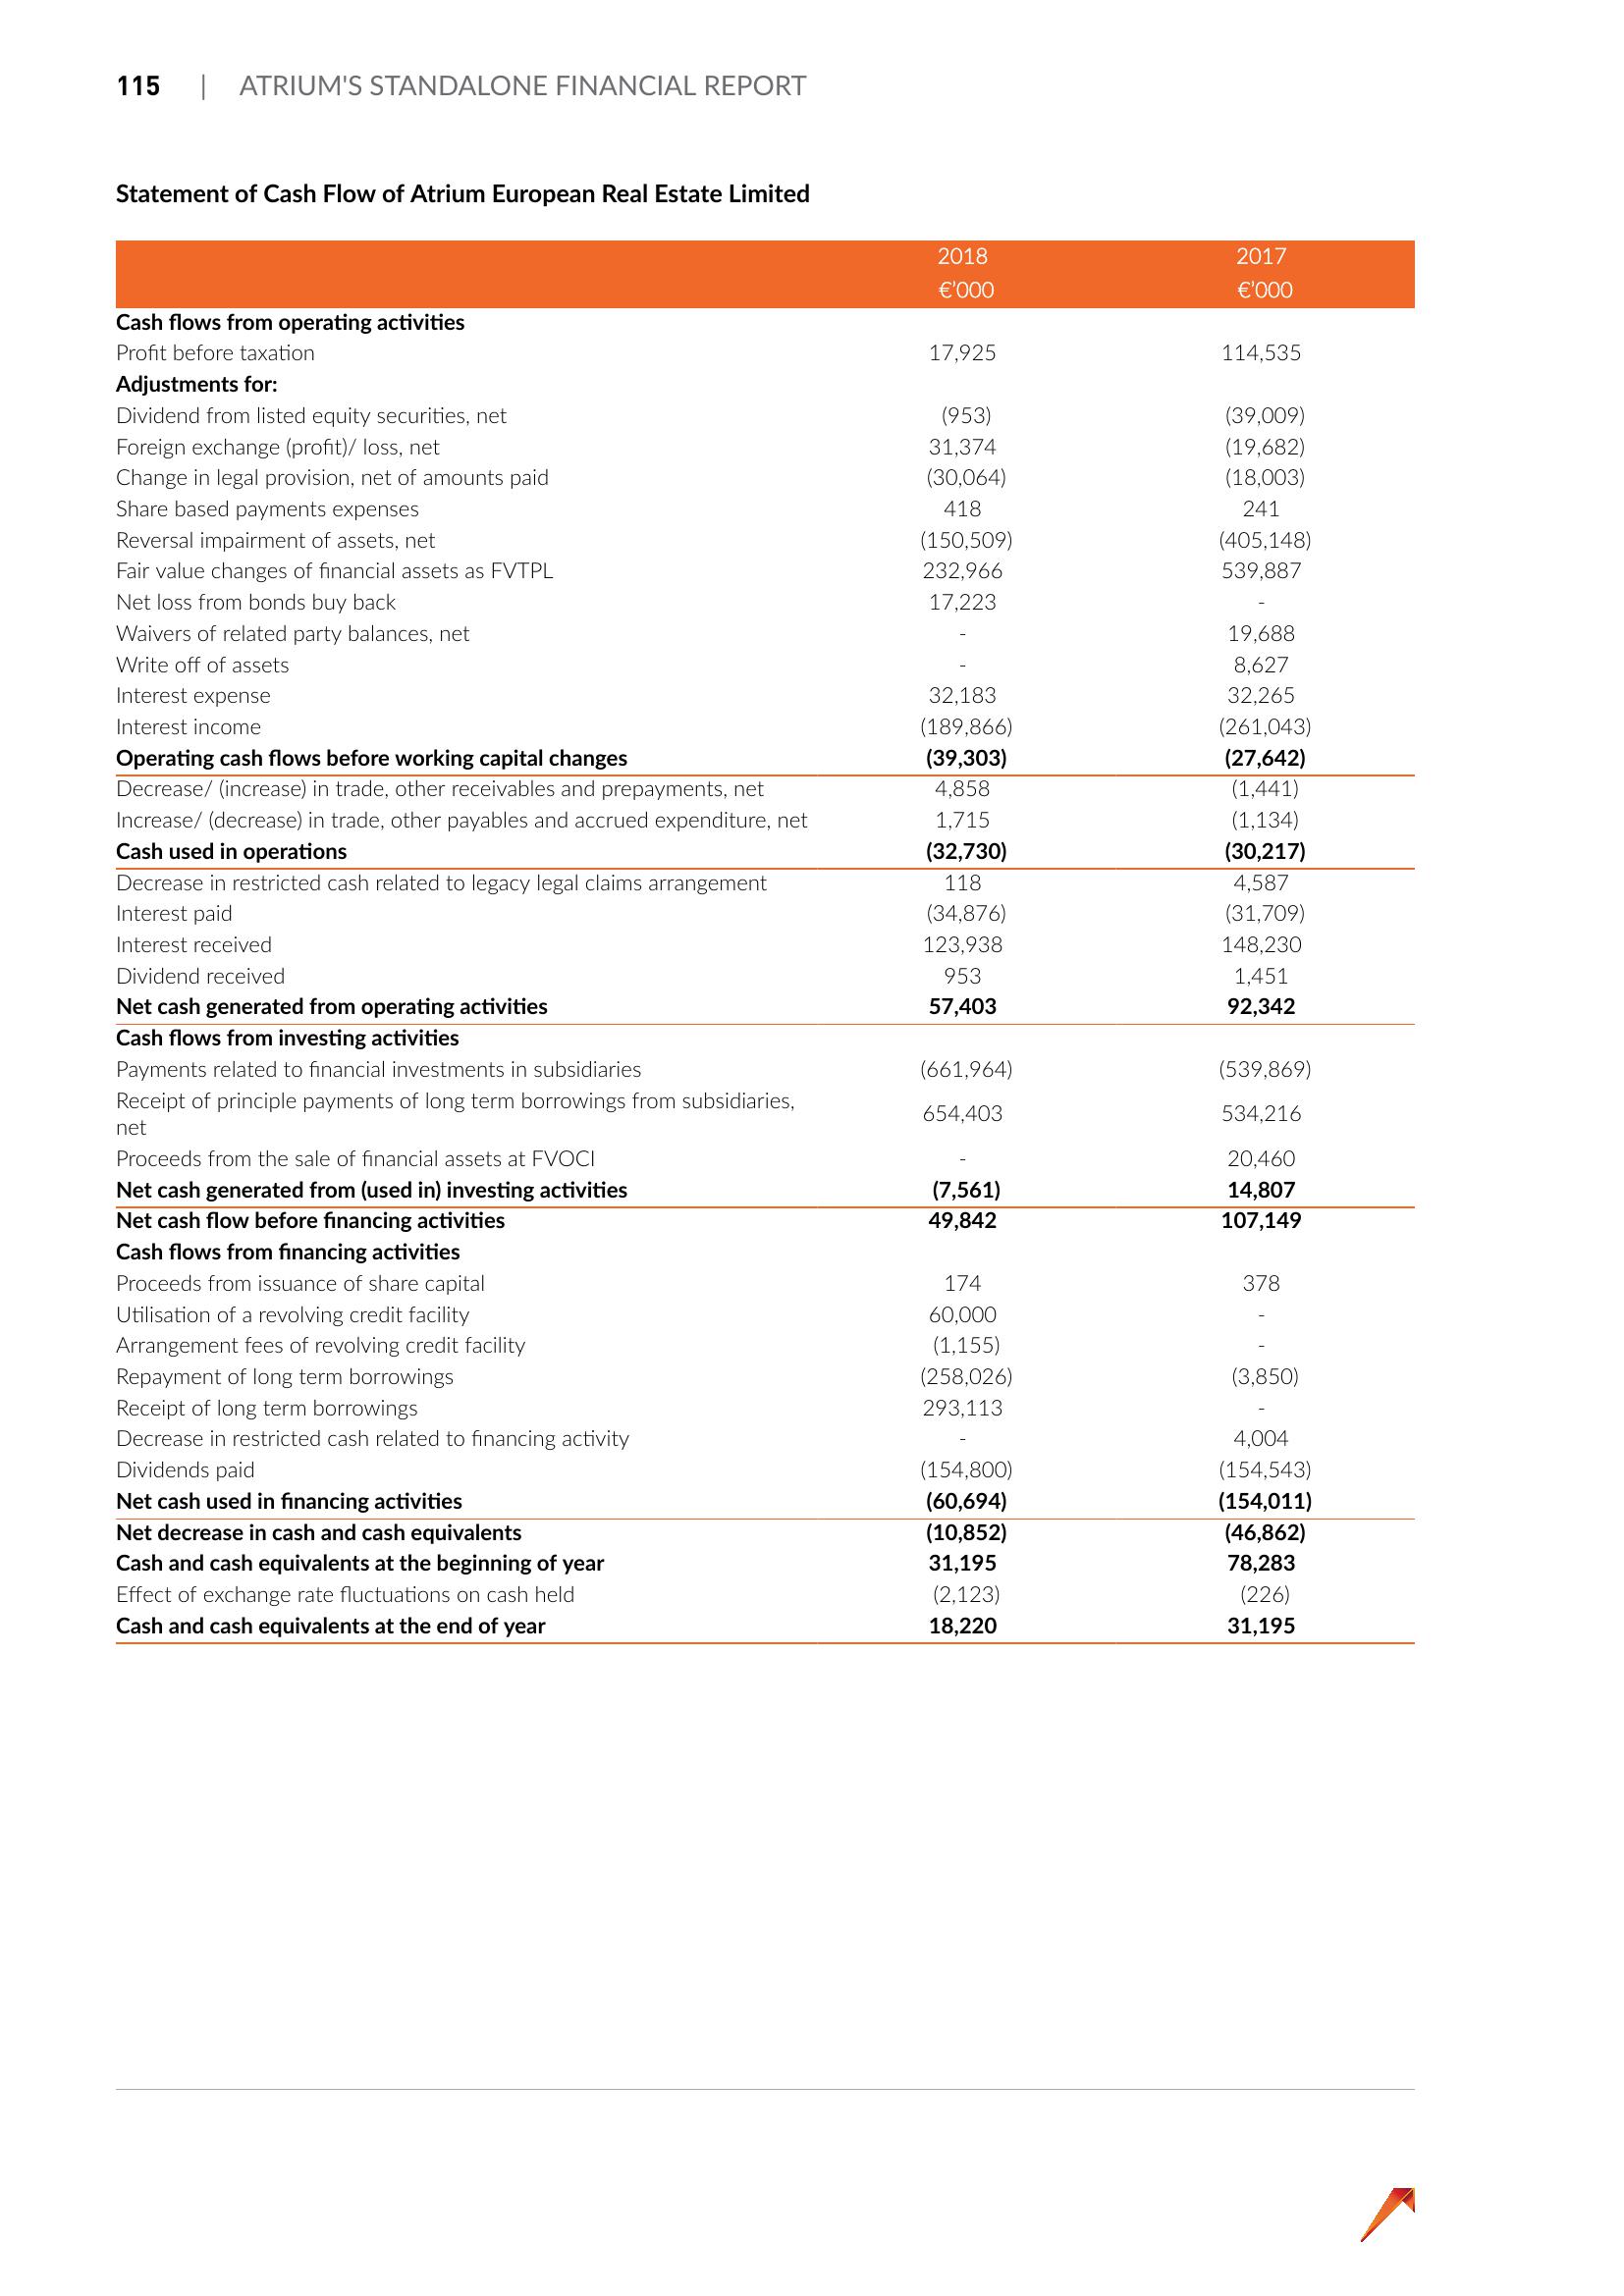 115 | ATRIUM'S STANDALONE FINANCIAL REPORT
Statement of Cash Flow of Atrium European Real Estate Limited
2018 2017
€'000 €'000
Cash flows from operating activities
Profit before taxation 17,925 114,535
Adjustments for:
Dividend from listed equity securities, net (953) (39,009)
Foreign exchange (profit)/ loss, net 31,374 (19,682)
Change in legal provision, net of amounts paid (30,064) (18,003)
Share based payments expenses 418 241
Reversal impairment of assets, net (150,509) (405,148)
Fair value changes of financial assets as FVTPL 232,966 539,887
Net loss from bonds buy back 17,223 -
Waivers of related party balances, net - 19,688
Write off of assets - 8,627
Interest expense 32,183 32,265
Interest income (189,866) (261,043)
Operating cash flows before working capital changes (39,303) (27,642)
Decrease/ (increase) in trade, other receivables and prepayments, net 4,858 (1,441)
Increase/ (decrease) in trade, other payables and accrued expenditure, net 1,715 (1,134)
Cash used in operations (32,730) (30,217)
Decrease in restricted cash related to legacy legal claims arrangement 118 4,587
Interest paid (34,876) (31,709)
Interest received 123,938 148,230
Dividend received 953 1,451
Net cash generated from operating activities 57,403 92,342
Cash flows from investing activities
Payments related to financial investments in subsidiaries (661,964) (539,869)
Receipt of principle payments of long term borrowings from subsidiaries,
net 654,403 534,216
Proceeds from the sale of financial assets at FVOCI - 20,460
Net cash generated from (used in) investing activities (7,561) 14,807
Net cash flow before financing activities 49,842 107,149
Cash flows from financing activities
Proceeds from issuance of share capital 174 378
Utilisation of a revolving credit facility 60,000 -
Arrangement fees of revolving credit facility (1,155) -
Repayment of long term borrowings (258,026) (3,850)
Receipt of long term borrowings 293,113 -
Decrease in restricted cash related to financing activity - 4,004
Dividends paid (154,800) (154,543)
Net cash used in financing activities (60,694) (154,011)
Net decrease in cash and cash equivalents (10,852) (46,862)
Cash and cash equivalents at the beginning of year 31,195 78,283
Effect of exchange rate fluctuations on cash held (2,123) (226)
Cash and cash equivalents at the end of year 18,220 31,195